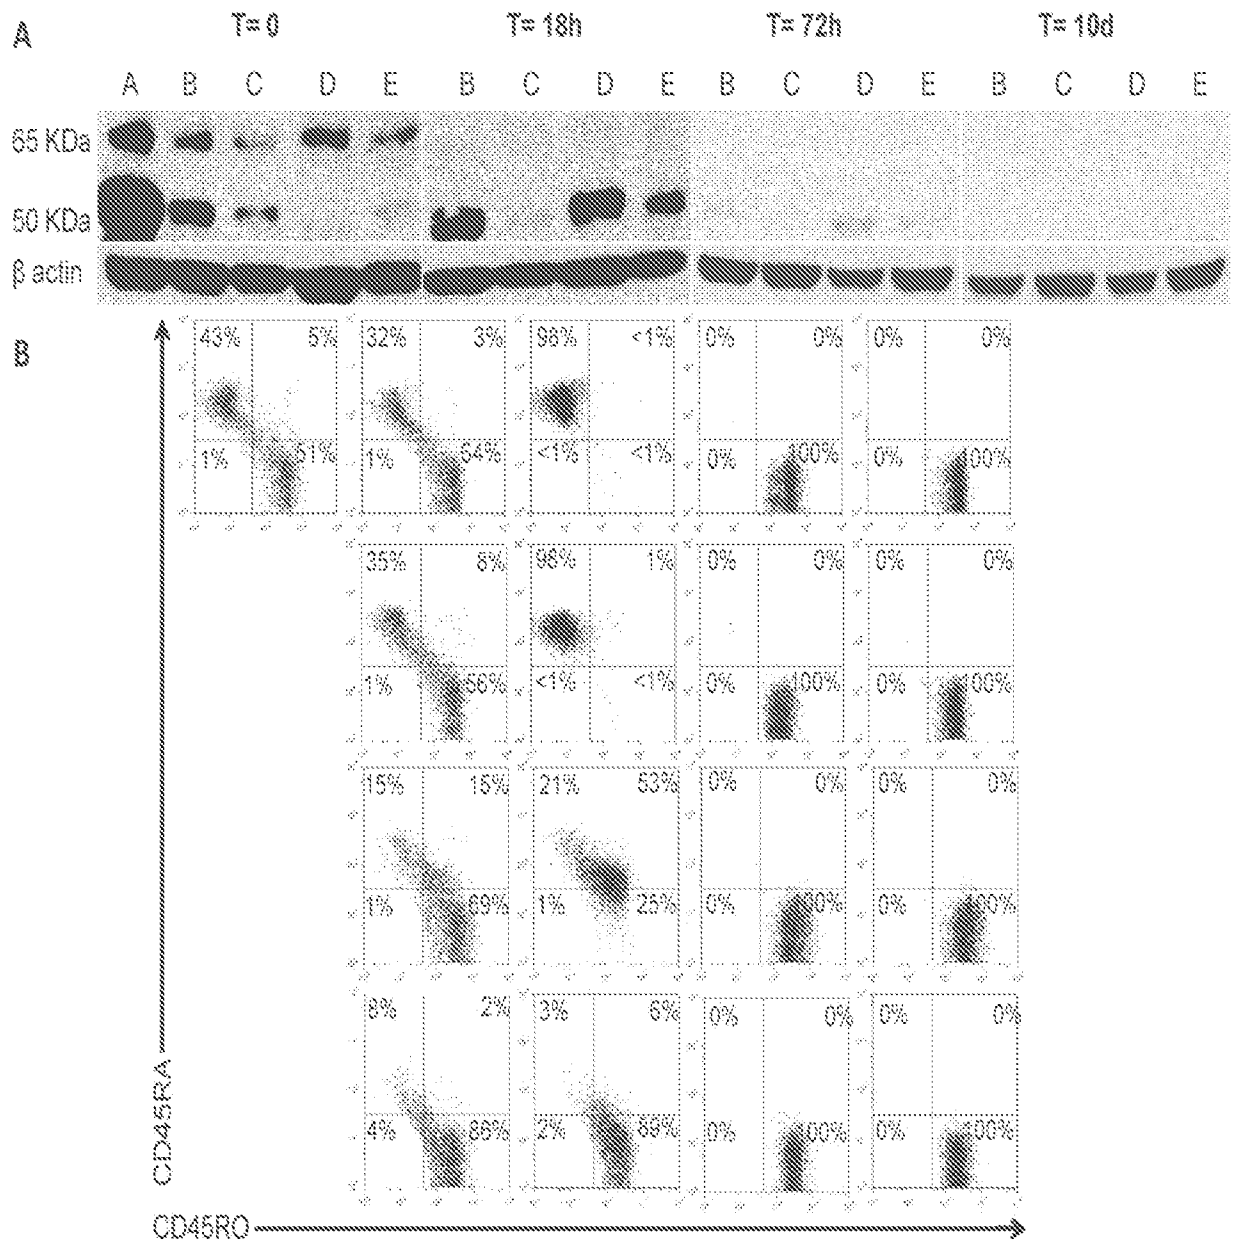 A T= 0 T= 18h T= 72h T= 10d
A B C D E B C D E B C D E B C D E
65 KDa
50 KDa
β actin
B
43% 5% 32% 3% 98% <1% 0% 0% 0% 0%
1% 51% 1% 64% <1% <1% 0% 100% 0% 100%
35% 8% 98% 1% 0% 0% 0% 0%
1% 56% <1% <1% 0% 100% 0% 100%
15% 15% 21% 53% 0% 0% 0% 0%
1% 69% 1% 25% 0% 100% 0% 100%
8% 2% 3% 6% 0% 0% 0% 0%
4% 86% 2% 89% 0% 100% 0% 100%
CD45RA
CD45RO